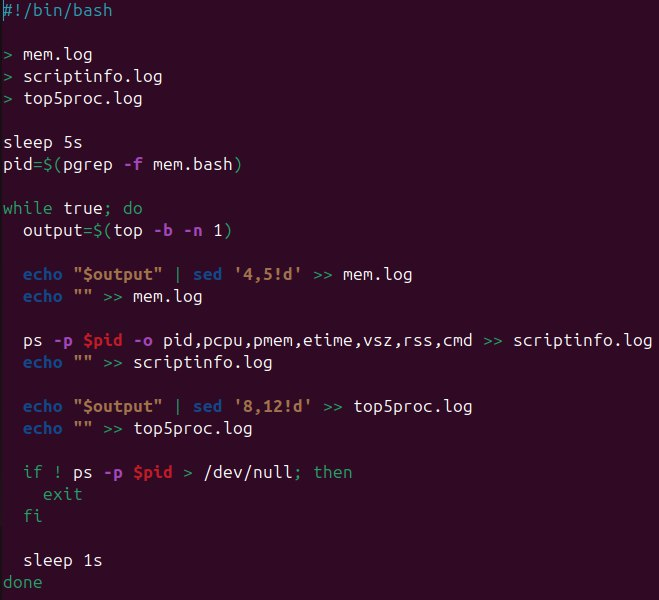 #!/bin/bash
> mem.log
> scriptinfo.log
> top5proc.log
sleep 5s
pid=$(pgrep -f mem.bash)
while true; do
output=$(top -b -n 1)
echo "$output" | sed '4,5!d' >> mem.log
echo "" >> mem.log
ps -p $pid -o pid,pcpu,pmem,etime,vsz,rss,cmd >> scriptinfo.log
echo "" >> scriptinfo.log
echo "$output" | sed '8,12!d' >> top5proc.log
echo "" >> top5proc.log
if ! ps -p $pid > /dev/null; then
exit
fi
sleep 1s
done